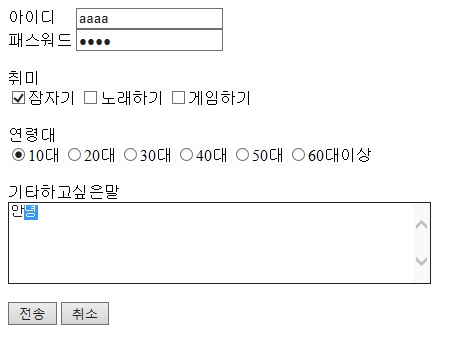 아이디 aaaa
패스워드 ●●●●
취미
잠자기 노래하기 게임하기
연령대
10대 20대 30대 40대 50대 60대이상
기타하고싶은말
안녕
전송 취소